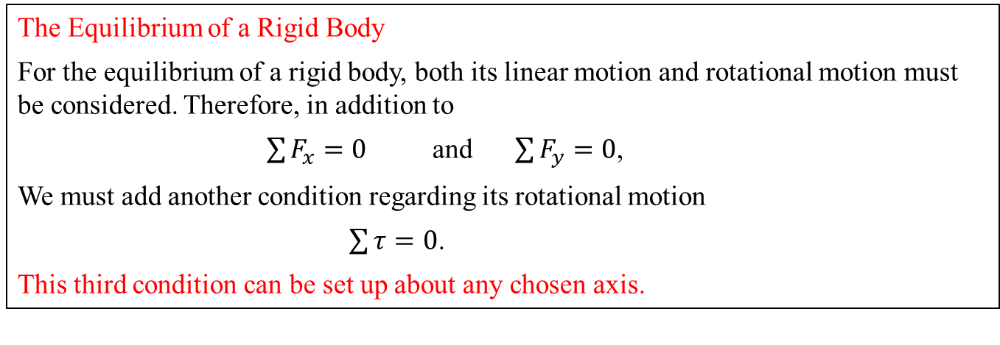 The Equilibrium of a Rigid Body
For the equilibrium of a rigid body, both its linear motion and rotational motion must
be considered. Therefore, in addition to
∑ Fₓ = 0 and ∑ F_y = 0,
We must add another condition regarding its rotational motion
∑ τ = 0.
This third condition can be set up about any chosen axis.